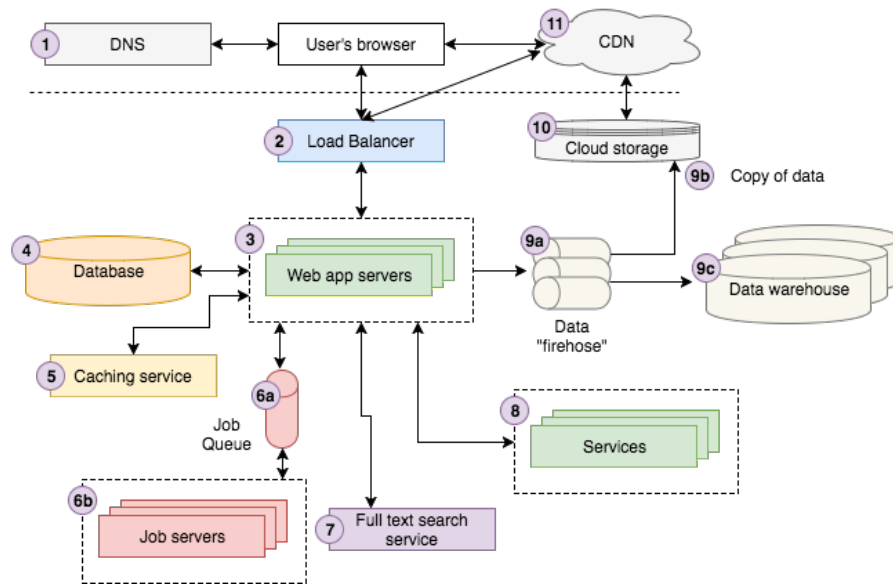 1
DNS
User's browser
11
CDN
2
Load Balancer
10
Cloud storage
9b
Copy of data
3
Web app servers
4
Database
9a
Data
"firehose"
9c
Data warehouse
5
Caching service
6a
Job
Queue
8
Services
6b
Job servers
7
Full text search
service